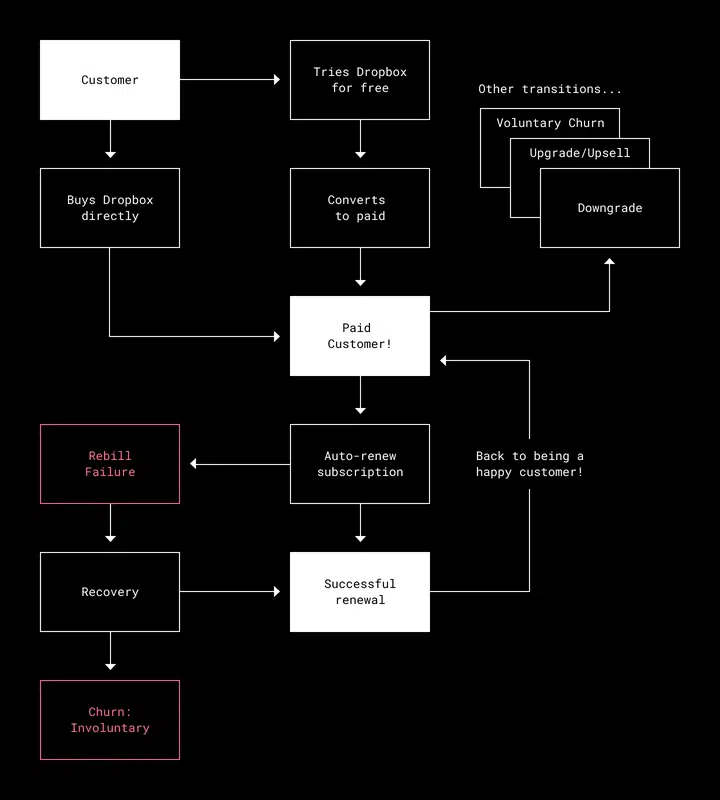 Customer
Tries Dropbox
for free
Other transitions...
Voluntary Churn
Upgrade/Upsell
Downgrade
Buys Dropbox
directly
Converts
to paid
Paid
Customer!
Rebill
Failure
Auto-renew
subscription
Back to being a
happy customer!
Recovery
Successful
renewal
Churn:
Involuntary